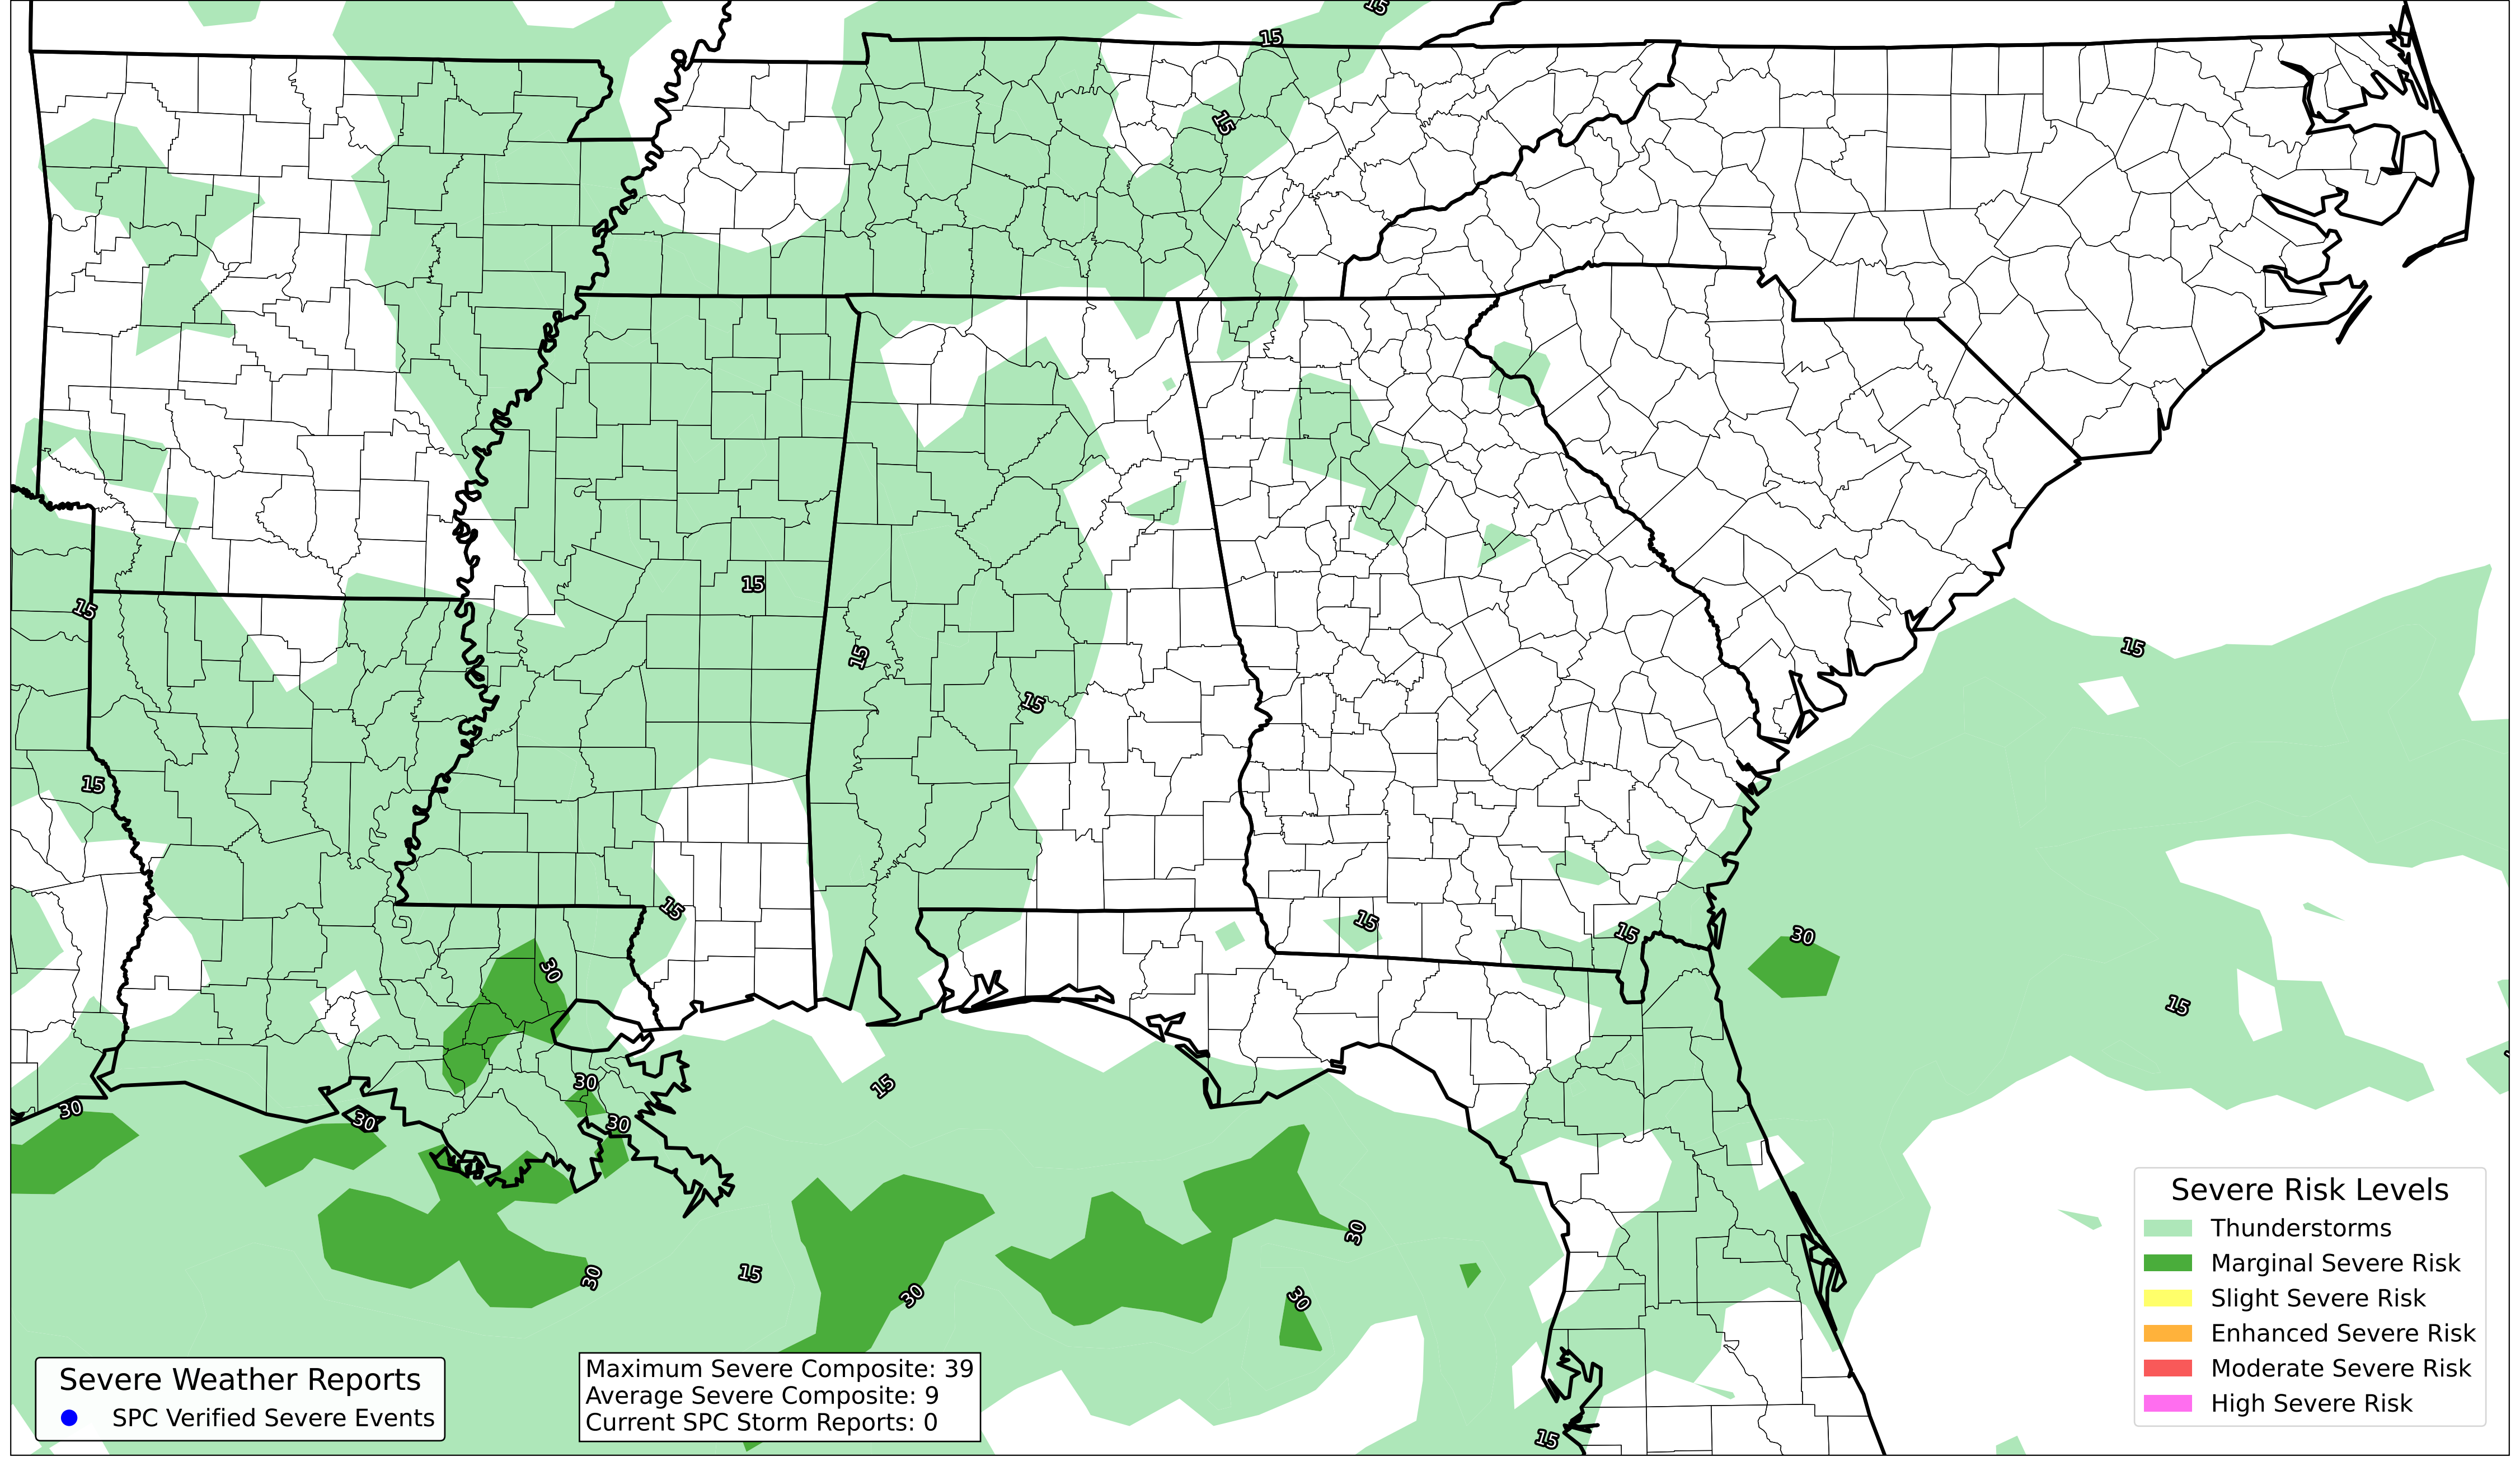 15
15
15
15
15
15
15
15
15
15
30
15
15
30
15
30
15
30
30
30
30
15
30
30
30
15
Severe Risk Levels
Thunderstorms
Marginal Severe Risk
Slight Severe Risk
Enhanced Severe Risk
Moderate Severe Risk
High Severe Risk
Severe Weather Reports
SPC Verified Severe Events
Maximum Severe Composite: 39
Average Severe Composite: 9
Current SPC Storm Reports: 0